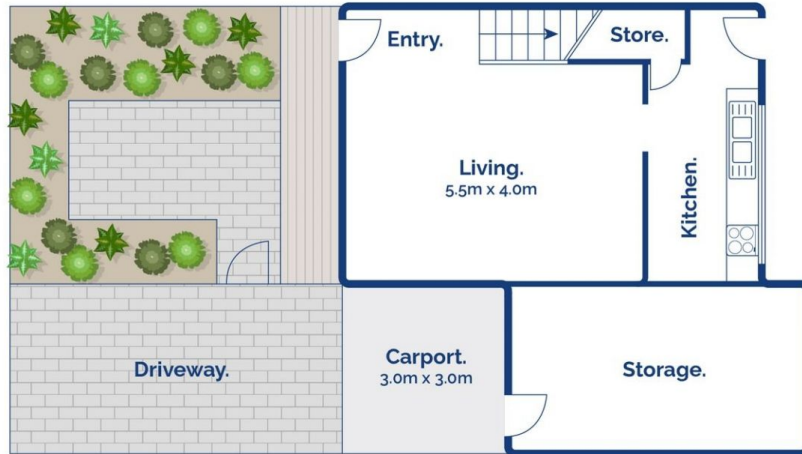 Entry.
Store.
Living.
5.5m x 4.0m
Kitchen.
Driveway.
Carport.
3.0m x 3.0m
Storage.